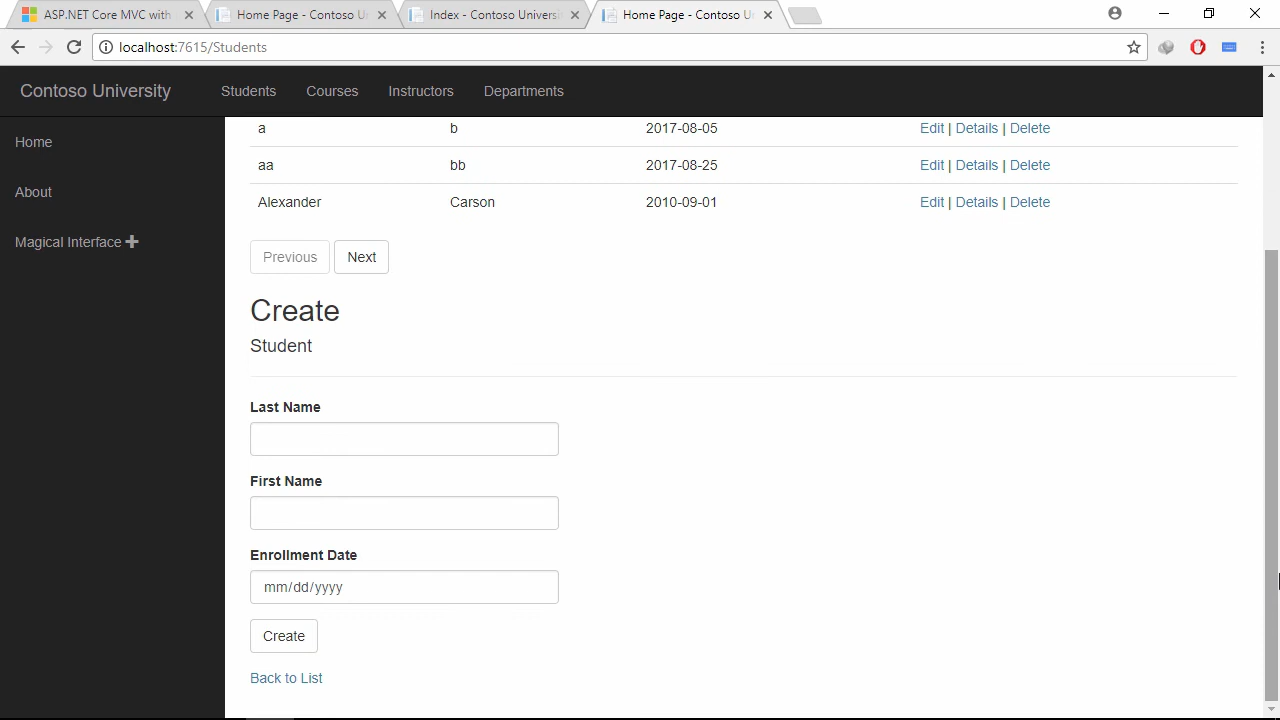 ASP.NET Core MVC with
Home Page - Contoso U
Index - Contoso Universi
Home Page - Contoso U
localhost:7615/Students
Contoso University Students Courses Instructors Departments
Home
About
Magical Interface
a b 2017-08-05 Edit | Details | Delete
aa bb 2017-08-25 Edit | Details | Delete
Alexander Carson 2010-09-01 Edit | Details | Delete
Previous Next
Create
Student
Last Name
First Name
Enrollment Date
mm/dd/yyyy
Create
Back to List